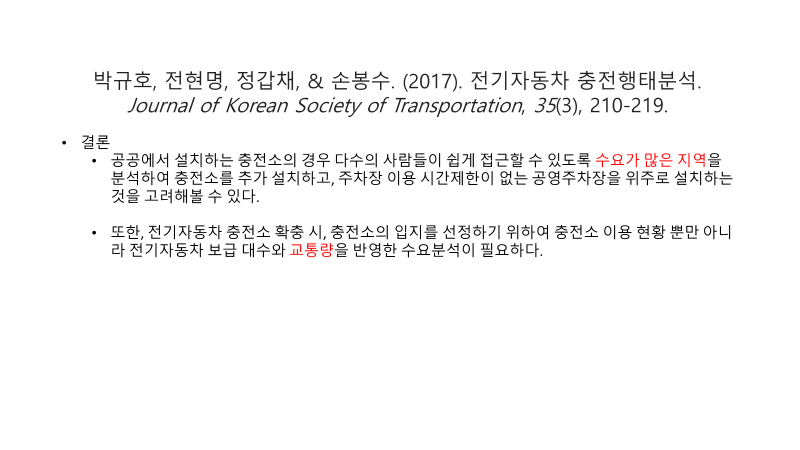 박규호, 전현명, 정갑채, & 손봉수. (2017). 전기자동차 충전행태분석.
Journal of Korean Society of Transportation, 35(3), 210-219.
• 결론
• 공공에서 설치하는 충전소의 경우 다수의 사람들이 쉽게 접근할 수 있도록 수요가 많은 지역을
분석하여 충전소를 추가 설치하고, 주차장 이용 시간제한이 없는 공영주차장을 위주로 설치하는
것을 고려해볼 수 있다.
• 또한, 전기자동차 충전소 확충 시, 충전소의 입지를 선정하기 위하여 충전소 이용 현황 뿐만 아니
라 전기자동차 보급 대수와 교통량을 반영한 수요분석이 필요하다.